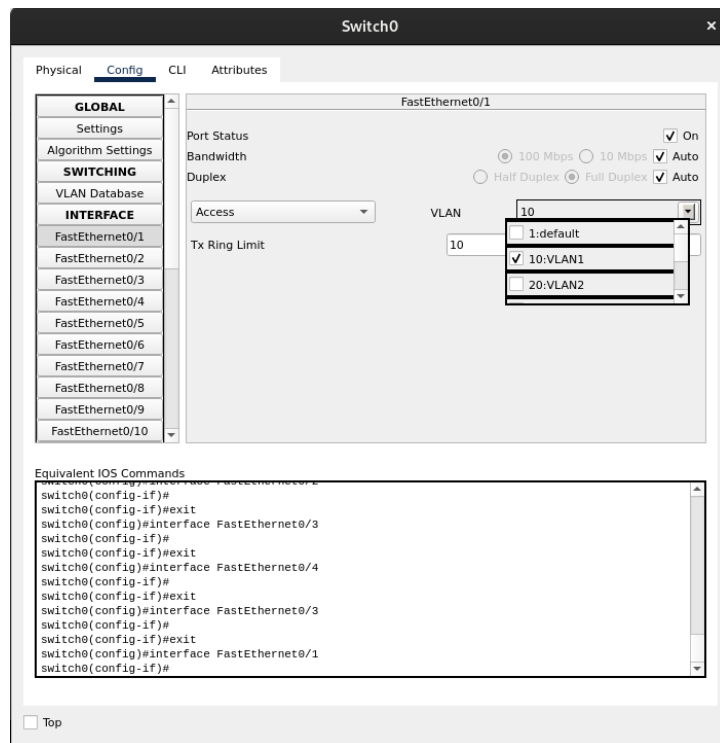 Switch0
Physical Config CLI Attributes
GLOBAL
Settings
Algorithm Settings
SWITCHING
VLAN Database
INTERFACE
FastEthernet0/1
FastEthernet0/2
FastEthernet0/3
FastEthernet0/4
FastEthernet0/5
FastEthernet0/6
FastEthernet0/7
FastEthernet0/8
FastEthernet0/9
FastEthernet0/10
FastEthernet0/1
Port Status On
Bandwidth 100 Mbps 10 Mbps Auto
Duplex Half Duplex Full Duplex Auto
Access VLAN 10
1:default
10:VLAN1
20:VLAN2
Tx Ring Limit 10
Equivalent IOS Commands
switch0(config)#interface FastEthernet0/2
switch0(config-if)#
switch0(config-if)#exit
switch0(config)#interface FastEthernet0/3
switch0(config-if)#
switch0(config-if)#exit
switch0(config)#interface FastEthernet0/4
switch0(config-if)#
switch0(config-if)#exit
switch0(config)#interface FastEthernet0/3
switch0(config-if)#
switch0(config-if)#exit
switch0(config)#interface FastEthernet0/1
switch0(config-if)#
Top